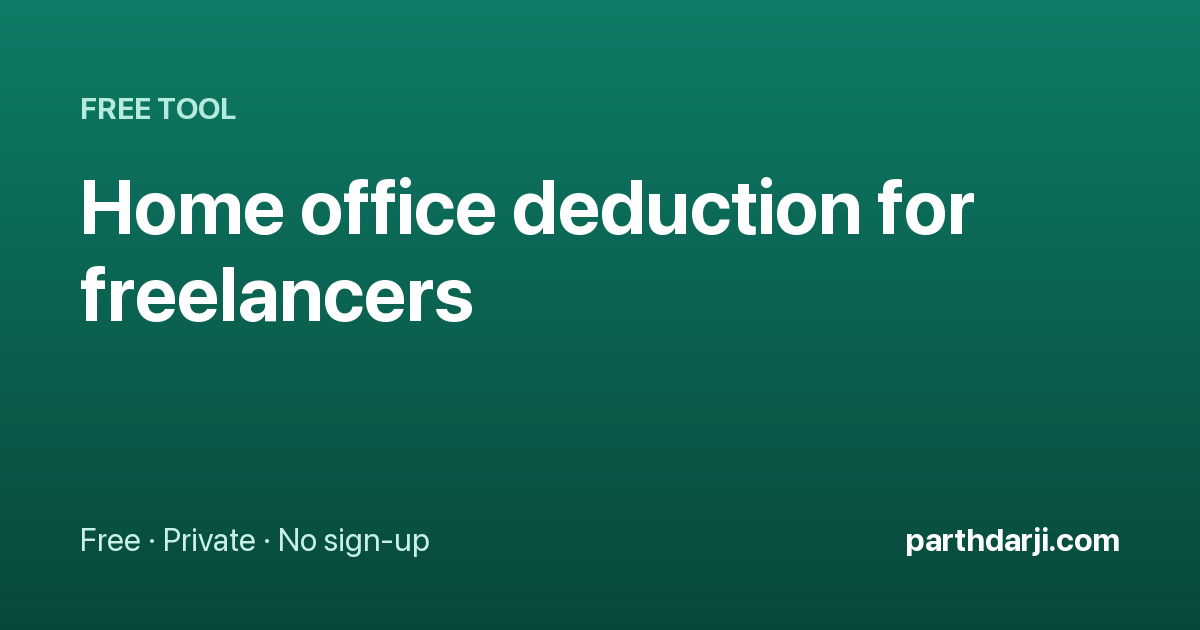 FREE TOOL
Home office deduction for
freelancers
Free · Private · No sign-up
parthdarji.com